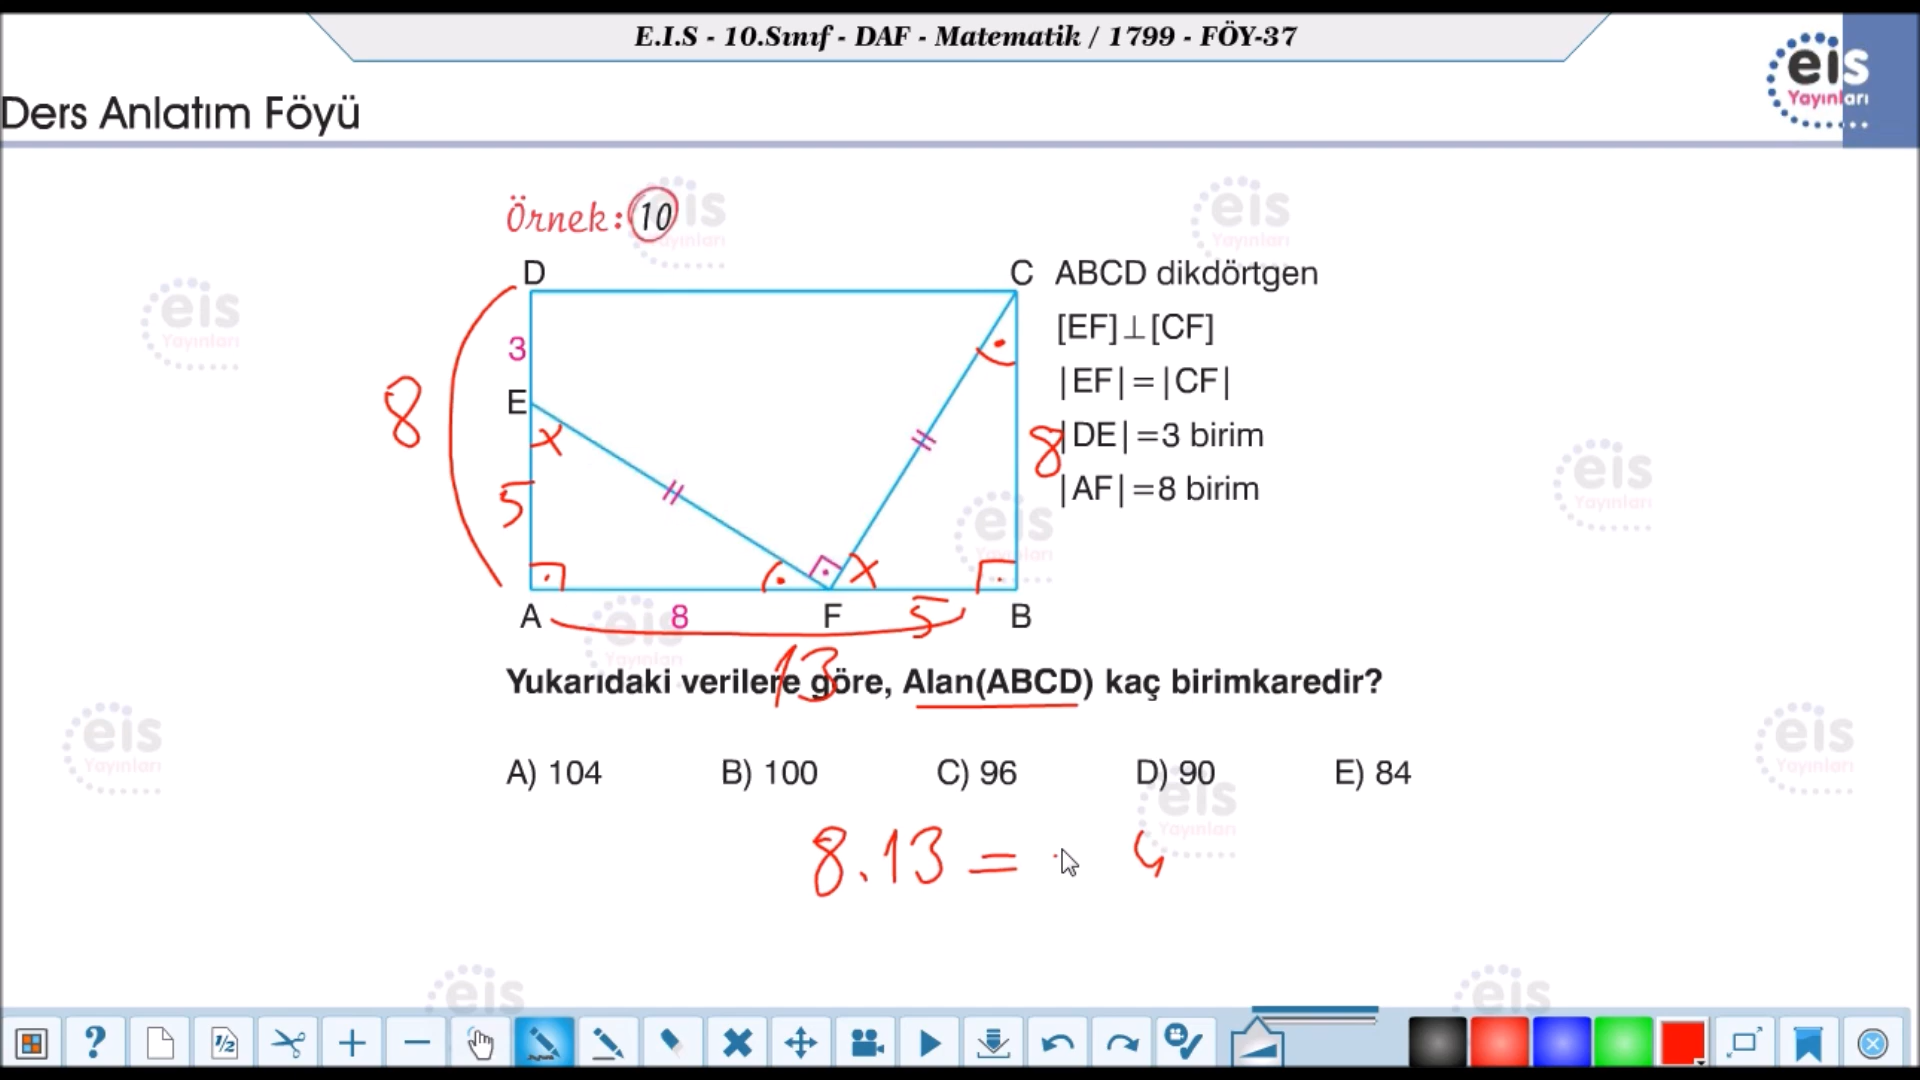 E.I.S - 10.Sınıf - DAF - Matematik / 1799 - FÖY-37
eis
Yayınları
Ders Anlatım Föyü
Örnek: 10
D
C
ABCD dikdörtgen
[EF]⊥[CF]
|EF|=|CF|
|DE|=3 birim
|AF|=8 birim
3
8
E
x
5
8
x
A
8
F
5
B
13
Yukarıdaki verilere göre, Alan(ABCD) kaç birimkaredir?
A) 104 B) 100 C) 96 D) 90 E) 84
8.13 = 4